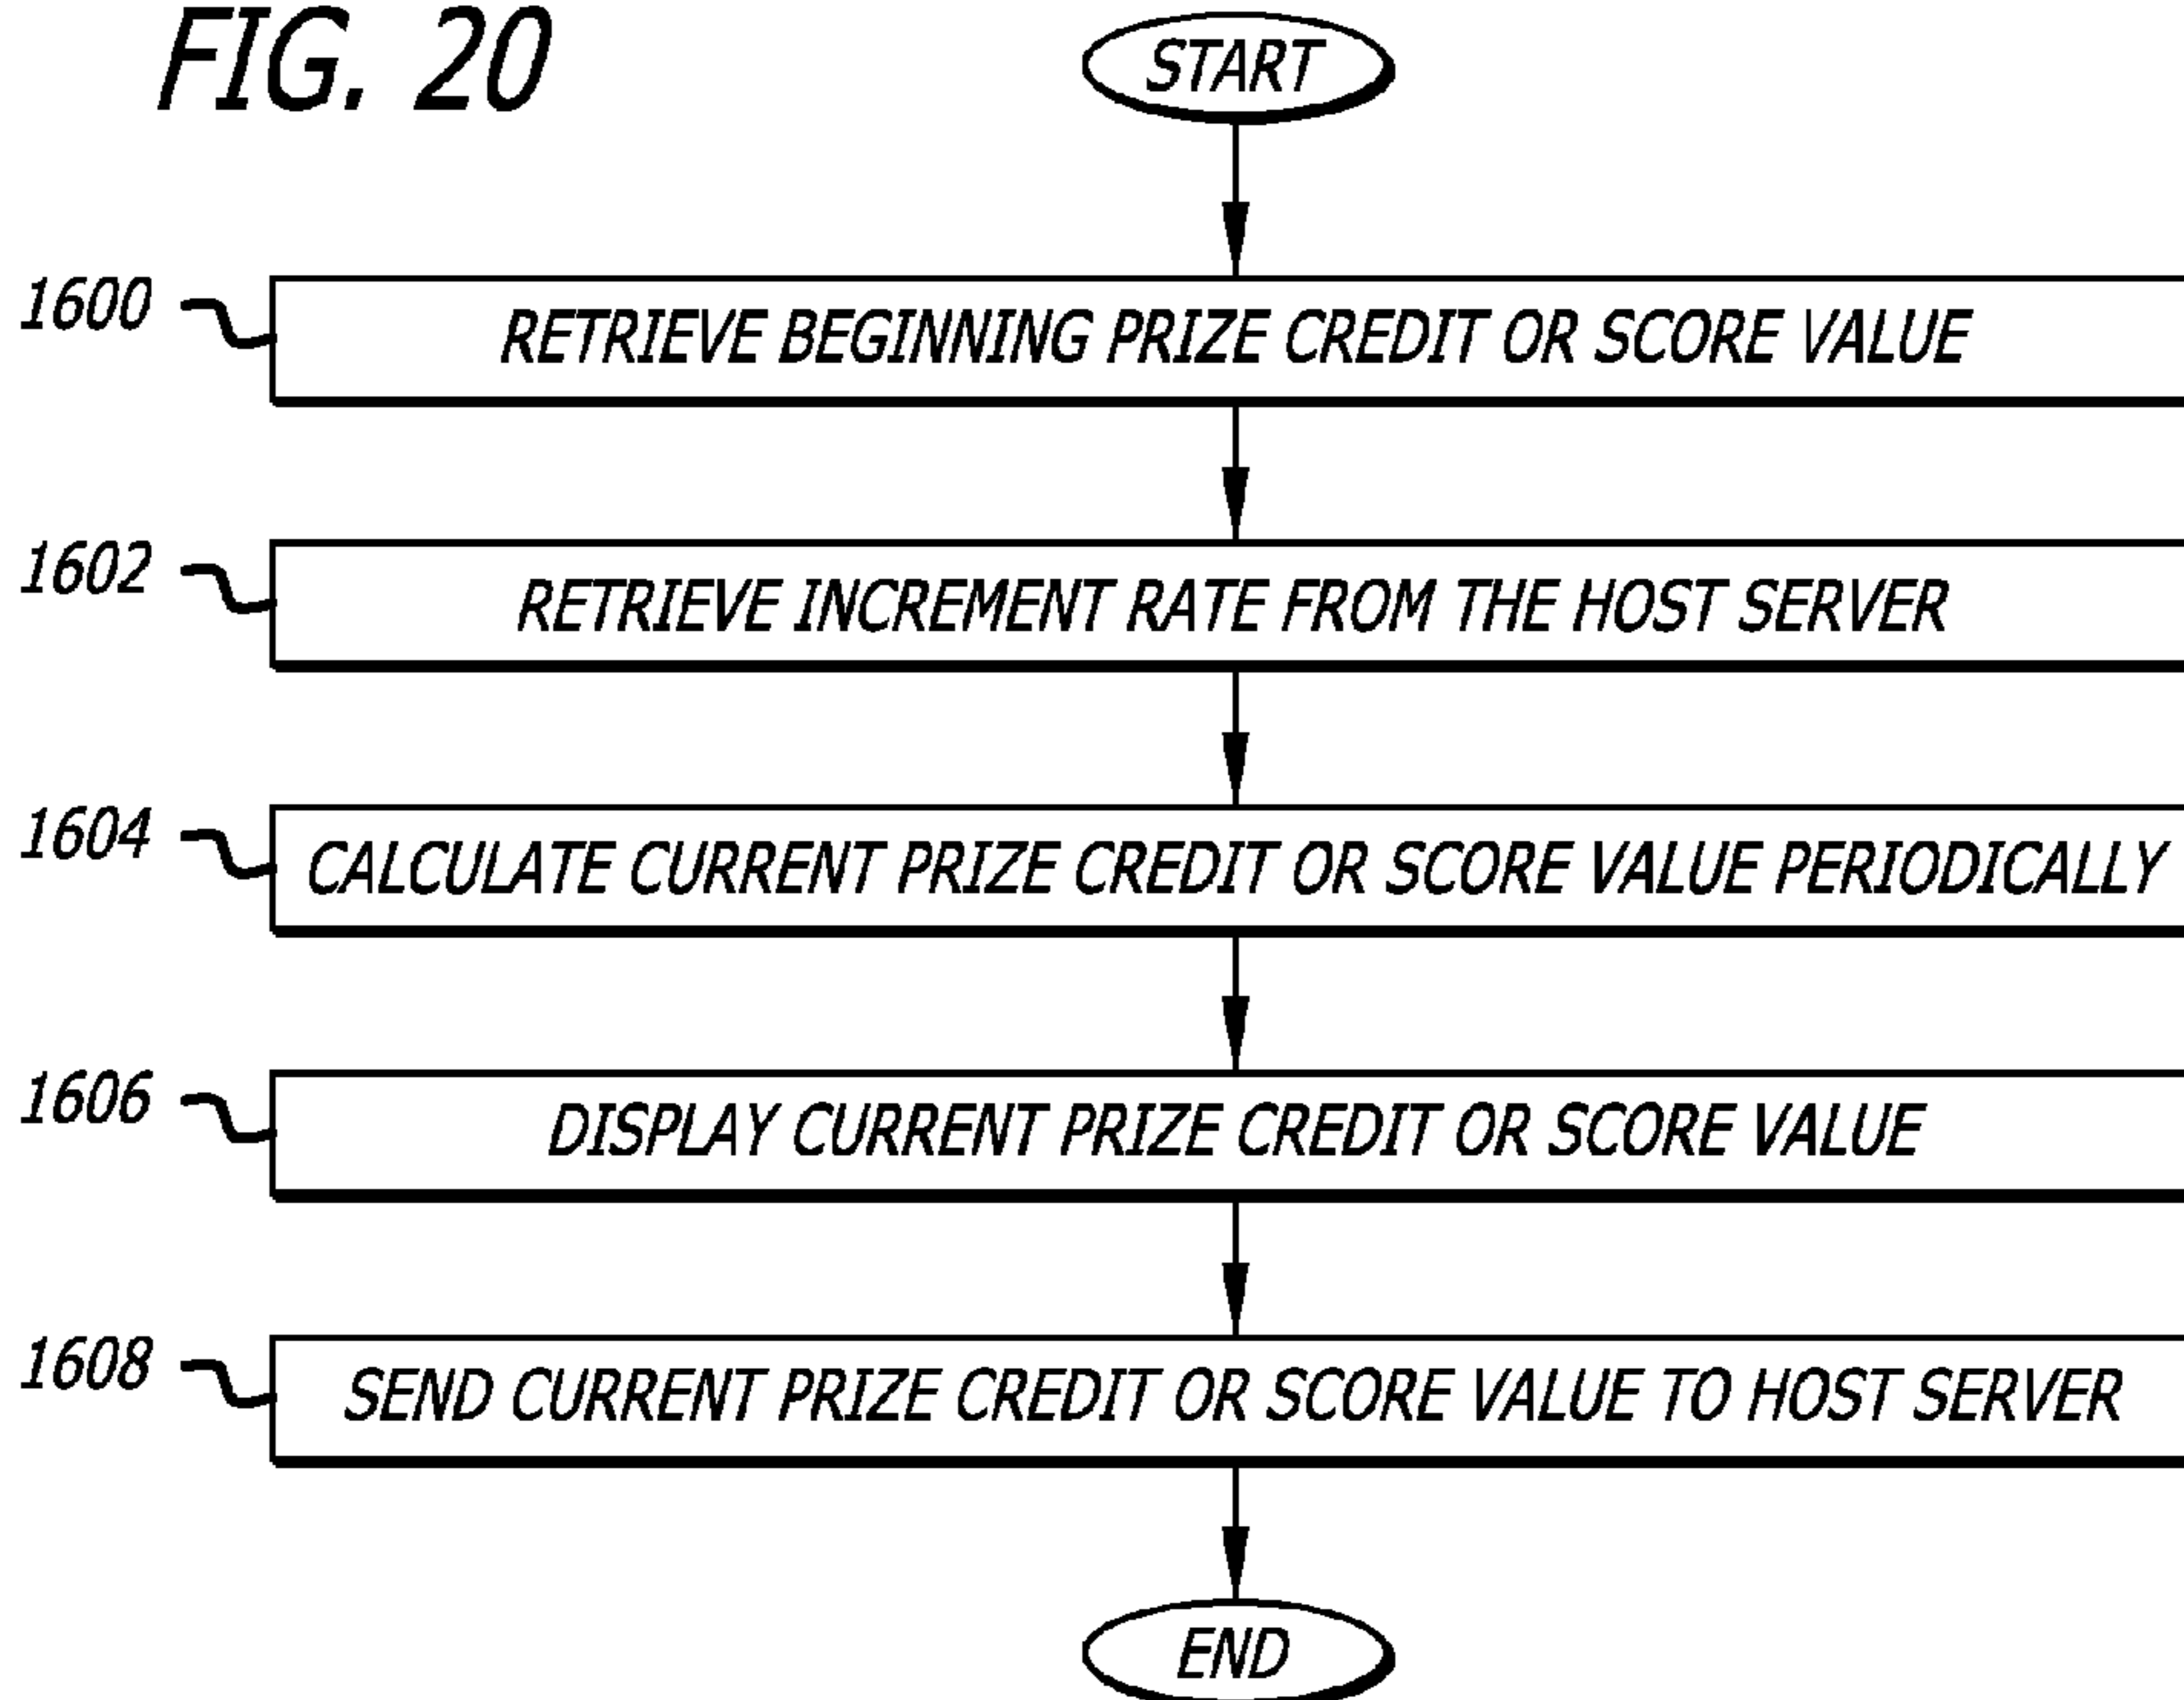 FIG. 20
START
1600
RETRIEVE BEGINNING PRIZE CREDIT OR SCORE VALUE
1602
RETRIEVE INCREMENT RATE FROM THE HOST SERVER
1604
CALCULATE CURRENT PRIZE CREDIT OR SCORE VALUE PERIODICALLY
1606
DISPLAY CURRENT PRIZE CREDIT OR SCORE VALUE
1608
SEND CURRENT PRIZE CREDIT OR SCORE VALUE TO HOST SERVER
END